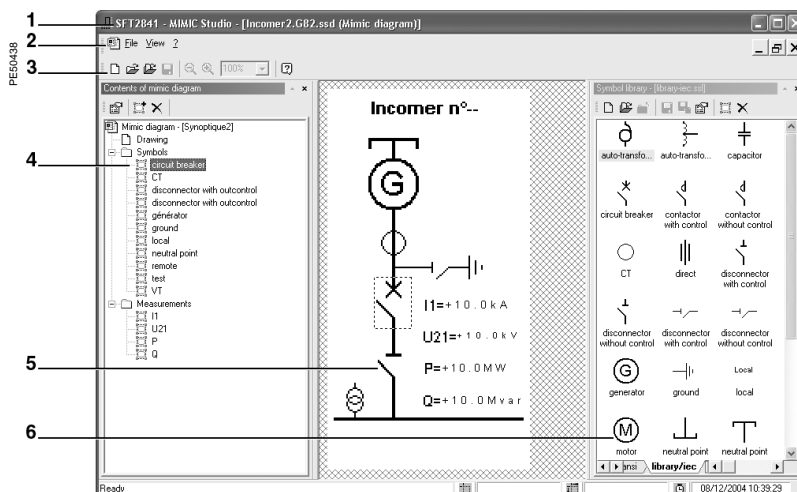 PE50438
1
SFT2841 - MIMIC Studio - [Incomer2.G82.ssd (Mimic diagram)]
2
File View ?
3
100%
Contents of mimic diagram
Symbol library - [library-iec.ssl]
Mimic diagram - [Synoptique2]
Drawing
Symbols
4
circuit breaker
CT
disconnector with outcontrol
disconnector with outcontrol
générator
ground
local
neutral point
remote
test
VT
Measurements
I1
U21
P
Q
Incomer n°--
G
I1=+10.0kA
U21=+10.0kV
5
P=+10.0MW
Q=+10.0Mvar
auto-transfo... auto-transfo... capacitor
circuit breaker contactor with control contactor without control
CT direct disconnector with control
disconnector without control disconnector with control disconnector without control
G Local
generator ground local
6
M
motor neutral point neutral point
ansi library/iec
Ready
08/12/2004 10:39:29